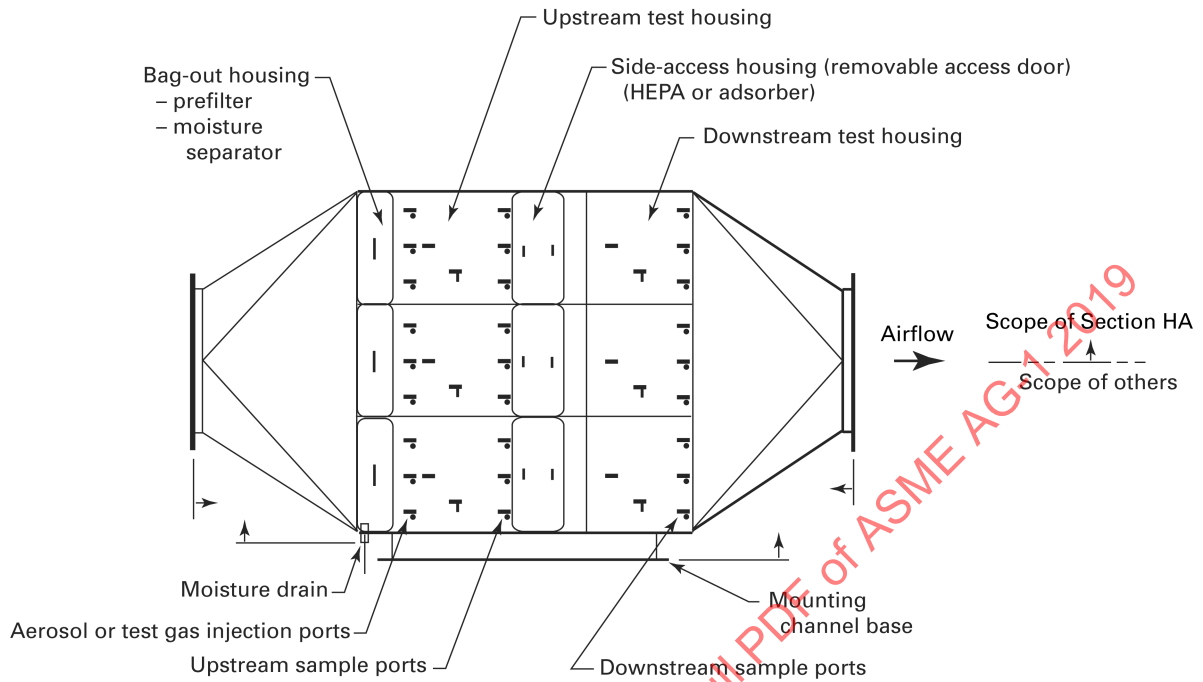 Upstream test housing
Bag-out housing
– prefilter
– moisture
separator
Side-access housing (removable access door)
(HEPA or adsorber)
Downstream test housing
Airflow
Scope of Section HA
Scope of others
Moisture drain
Mounting
channel base
Aerosol or test gas injection ports
Upstream sample ports
Downstream sample ports
ull PDF of ASME AG-1 2019